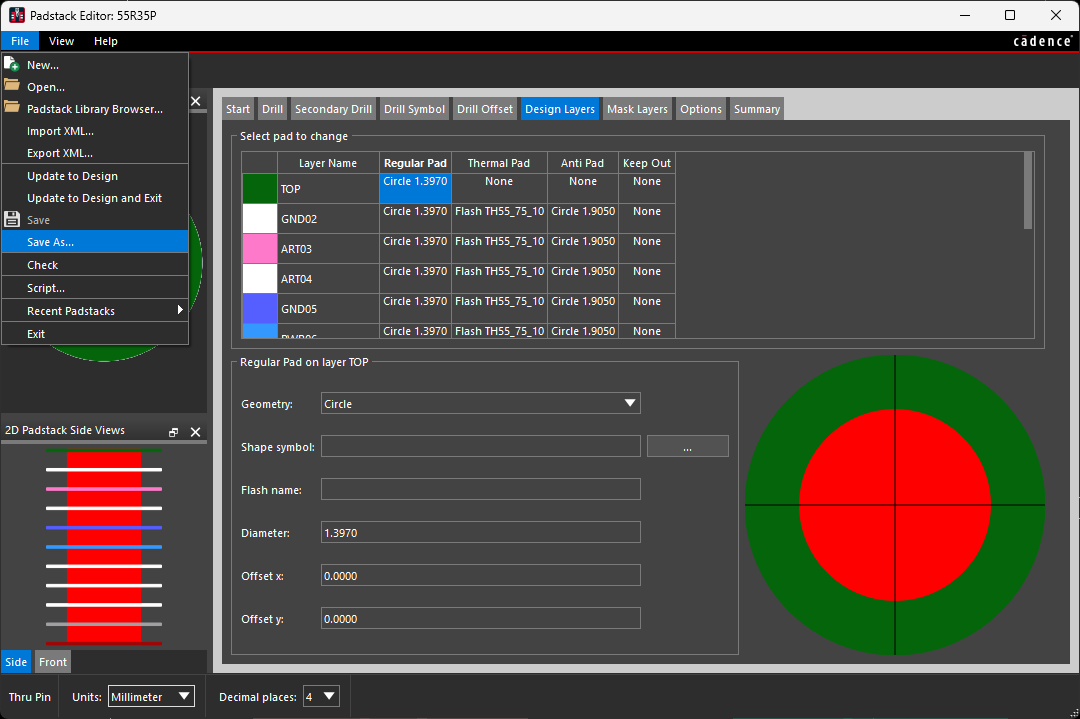 Padstack Editor: 55R35P
File View Help
cādence
New...
Open...
Padstack Library Browser...
Import XML...
Export XML...
Update to Design
Update to Design and Exit
Save
Save As...
Check
Script...
Recent Padstacks
Exit
2D Padstack Side Views
Side Front
Start Drill Secondary Drill Drill Symbol Drill Offset Design Layers Mask Layers Options Summary
Select pad to change
Layer Name Regular Pad Thermal Pad Anti Pad Keep Out
TOP Circle 1.3970 None None None
GND02 Circle 1.3970 Flash TH55_75_10 Circle 1.9050 None
ART03 Circle 1.3970 Flash TH55_75_10 Circle 1.9050 None
ART04 Circle 1.3970 Flash TH55_75_10 Circle 1.9050 None
GND05 Circle 1.3970 Flash TH55_75_10 Circle 1.9050 None
Circle 1.3970 Flash TH55_75_10 Circle 1.9050 None
Regular Pad on layer TOP
Geometry: Circle
Shape symbol: ...
Flash name:
Diameter: 1.3970
Offset x: 0.0000
Offset y: 0.0000
Thru Pin Units: Millimeter Decimal places: 4